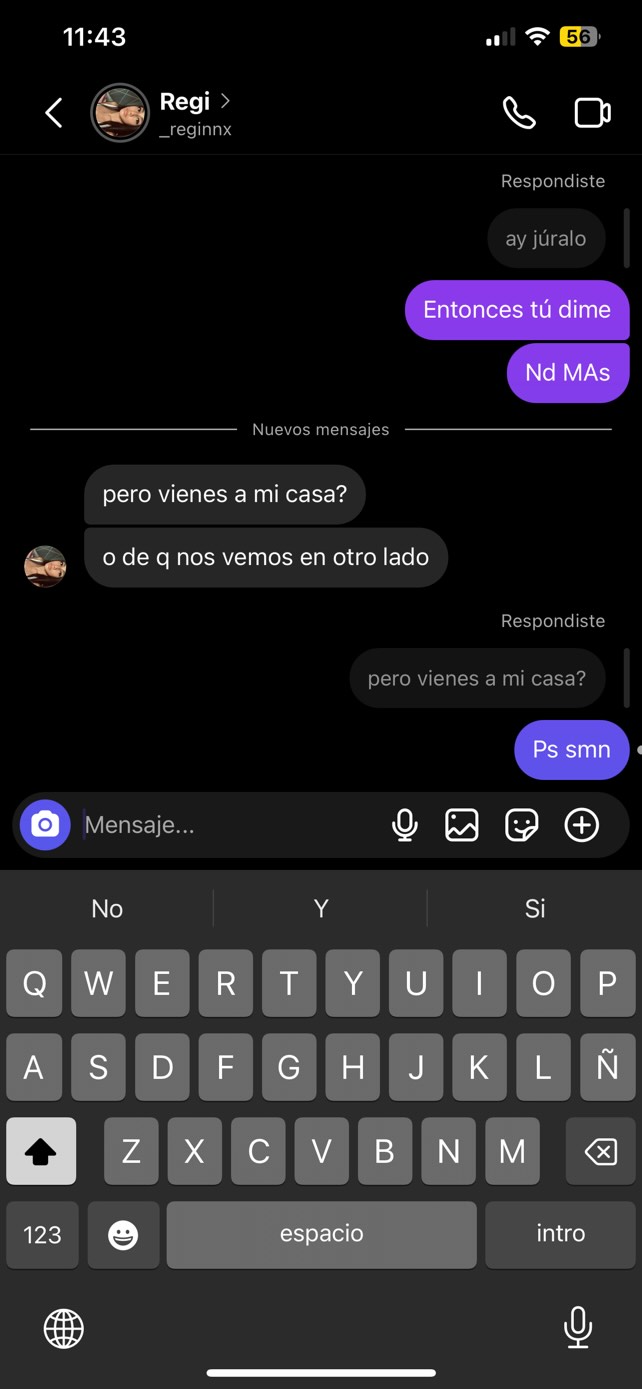 11:43
56
Regi
_reginnx
Respondiste
ay júralo
Entonces tú dime
Nd MAs
Nuevos mensajes
pero vienes a mi casa?
o de q nos vemos en otro lado
Respondiste
pero vienes a mi casa?
Ps smn
Mensaje...
No Y Si
Q W E R T Y U I O P
A S D F G H J K L Ñ
Z X C V B N M
123 espacio intro